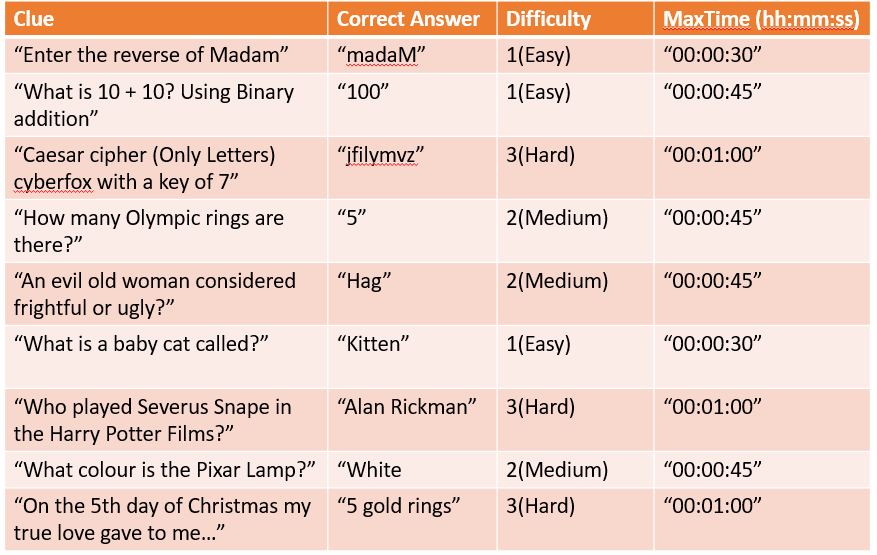 Clue Correct Answer Difficulty MaxTime (hh:mm:ss)
“Enter the reverse of Madam” “madaM” 1(Easy) “00:00:30”
“What is 10 + 10? Using Binary “100” 1(Easy) “00:00:45”
addition”
“Caesar cipher (Only Letters) “jfilymvz” 3(Hard) “00:01:00”
cyberfox with a key of 7”
“How many Olympic rings are “5” 2(Medium) “00:00:45”
there?”
“An evil old woman considered “Hag” 2(Medium) “00:00:45”
frightful or ugly?”
“What is a baby cat called?” “Kitten” 1(Easy) “00:00:30”
“Who played Severus Snape in “Alan Rickman” 3(Hard) “00:01:00”
the Harry Potter Films?”
“What colour is the Pixar Lamp?” “White 2(Medium) “00:00:45”
“On the 5th day of Christmas my “5 gold rings” 3(Hard) “00:01:00”
true love gave to me...”